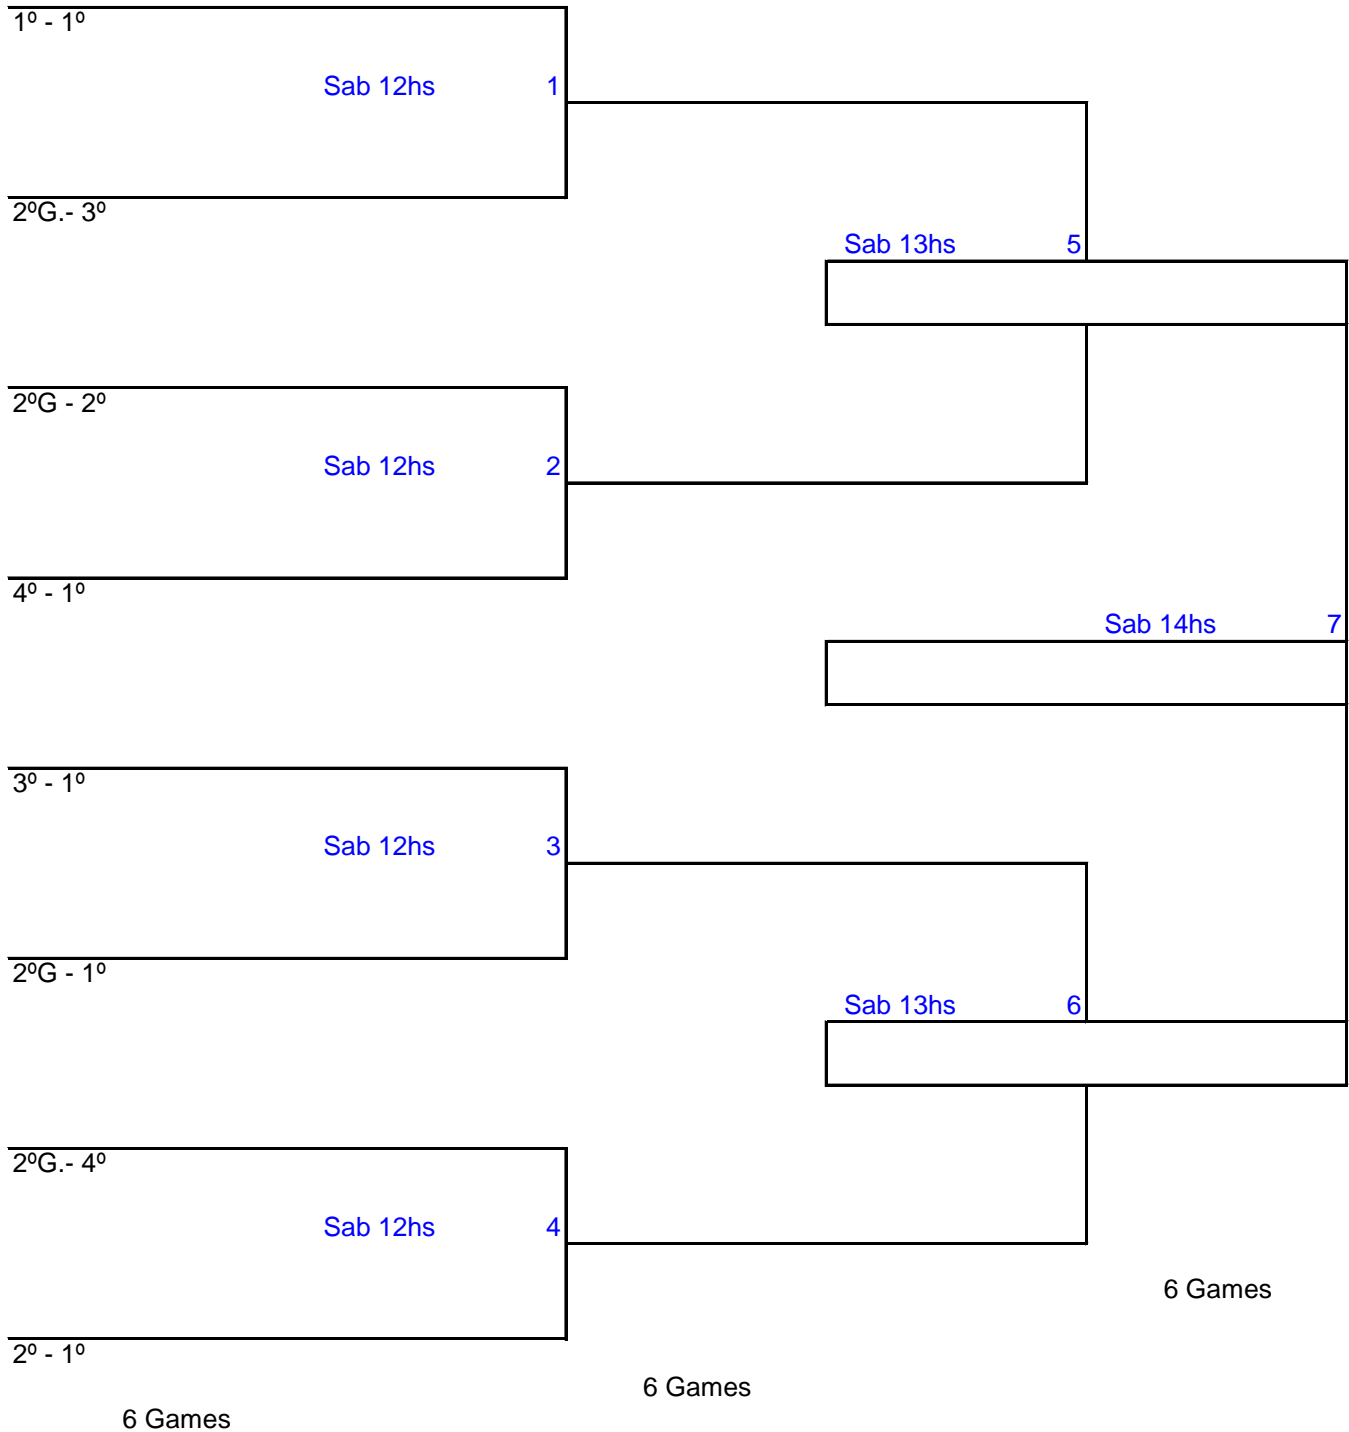 1º - 1º
Sab 12hs 1
2ºG.- 3º
Sab 13hs 5
2ºG - 2º
Sab 12hs 2
4º - 1º
Sab 14hs 7
3º - 1º
Sab 12hs 3
2ºG - 1º
Sab 13hs 6
2ºG.- 4º
Sab 12hs 4
6 Games
2º - 1º
6 Games
6 Games